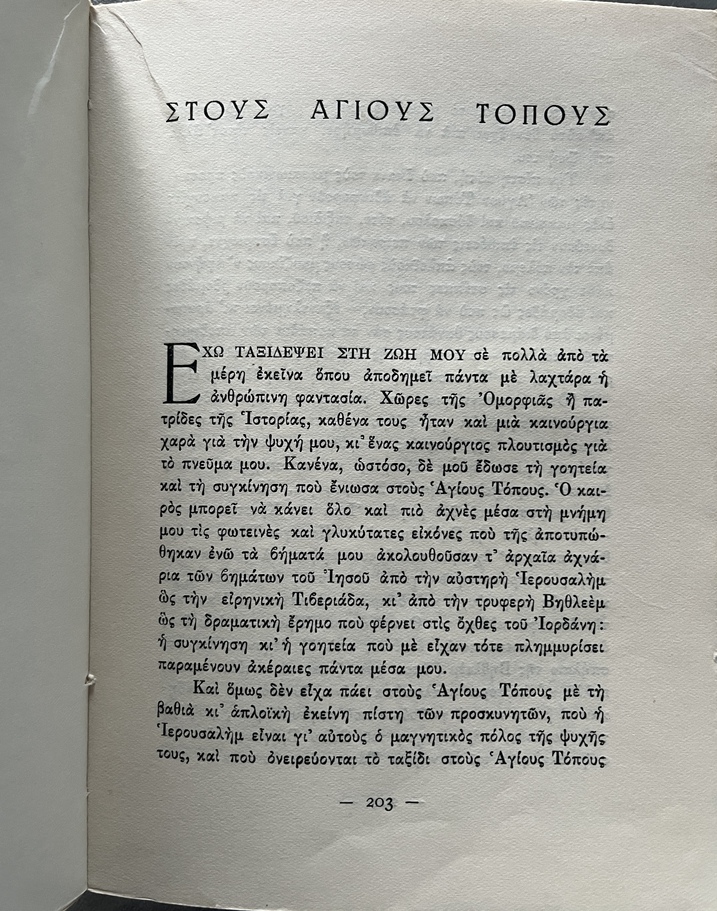 ΣΤΟΥΣ ΑΓΙΟΥΣ ΤΟΠΟΥΣ
ΕΧΩ ΤΑΞΙΔΕΨΕΙ ΣΤΗ ΖΩΗ ΜΟΥ σὲ πολλὰ ἀπὸ τὰ
μέρη ἐκεῖνα ὅπου ἀποδημεῖ πάντα μὲ λαχτάρα ἡ
ἀνθρώπινη φαντασία. Χῶρες τῆς Ὀμορφιᾶς ἢ πα-
τρίδες τῆς Ἱστορίας, καθένα τους ἦταν καὶ μιὰ καινούργια
χαρὰ γιὰ τὴν ψυχή μου, κι᾿ ἕνας καινούργιος πλουτισμὸς γιὰ
τὸ πνεῦμα μου. Κανένα, ὡστόσο, δὲ μοῦ ἔδωσε τὴ γοητεία
καὶ τὴ συγκίνηση ποὺ ἔνιωσα στοὺς Ἁγίους Τόπους. Ὁ και-
ρὸς μπορεῖ νὰ κάνει ὅλο καὶ πιὸ ἀχνὲς μέσα στὴ μνήμη
μου τὶς φωτεινὲς καὶ γλυκύτατες εἰκόνες ποὺ τῆς ἀποτυπώ-
θηκαν ἐνῶ τὰ βήματά μου ἀκολουθοῦσαν τ᾿ ἀρχαῖα ἀχνά-
ρια τῶν βημάτων τοῦ Ἰησοῦ ἀπὸ τὴν αὐστηρὴ Ἱερουσαλὴμ
ὣς τὴν εἰρηνικὴ Τιβεριάδα, κι᾿ ἀπὸ τὴν τρυφερὴ Βηθλεὲμ
ὣς τὴ δραματικὴ ἔρημο ποὺ φέρνει στὶς ὄχθες τοῦ Ἰορδάνη:
ἡ συγκίνηση κι᾿ ἡ γοητεία ποὺ μὲ εἶχαν τότε πλημμυρίσει
παραμένουν ἀκέραιες πάντα μέσα μου.
Καὶ ὅμως δὲν εἶχα πάει στοὺς Ἁγίους Τόπους μὲ τὴ
βαθιὰ κι᾿ ἁπλοϊκὴ ἐκείνη πίστη τῶν προσκυνητῶν, ποὺ ἡ
Ἱερουσαλὴμ εἶναι γι᾿ αὐτοὺς ὁ μαγνητικὸς πόλος τῆς ψυχῆς
τους, καὶ ποὺ ὀνειρεύονται τὸ ταξίδι στοὺς Ἁγίους Τόπους
— 203 —